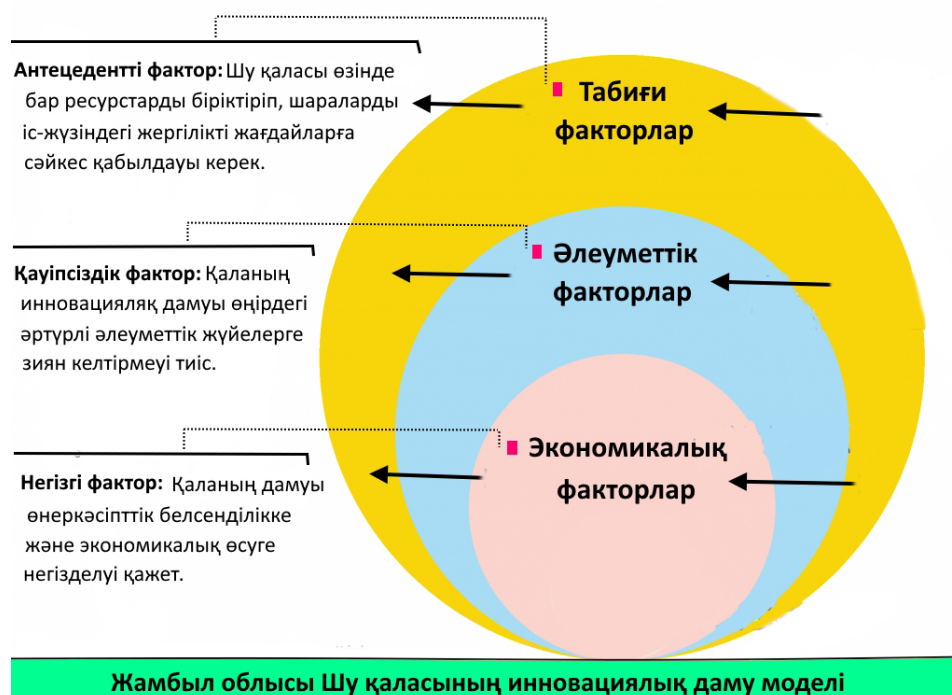 Антецедентті фактор: Шу қаласы өзінде
бар ресурстарды біріктіріп, шараларды
іс-жүзіндегі жергілікті жағдайларға
сәйкес қабылдауы керек.
Табиғи
факторлар
Қауіпсіздік фактор: Қаланың
инновацияляқ дамуы өңірдегі
әртүрлі әлеуметтік жүйелерге
зиян келтірмеуі тиіс.
Әлеуметтік
факторлар
Негізгі фактор: Қаланың дамуы
өнеркәсіпттік белсенділікке
және экономикалық өсуге
негізделуі қажет.
Экономикалық
факторлар
Жамбыл облысы Шу қаласының инновациялық даму моделі